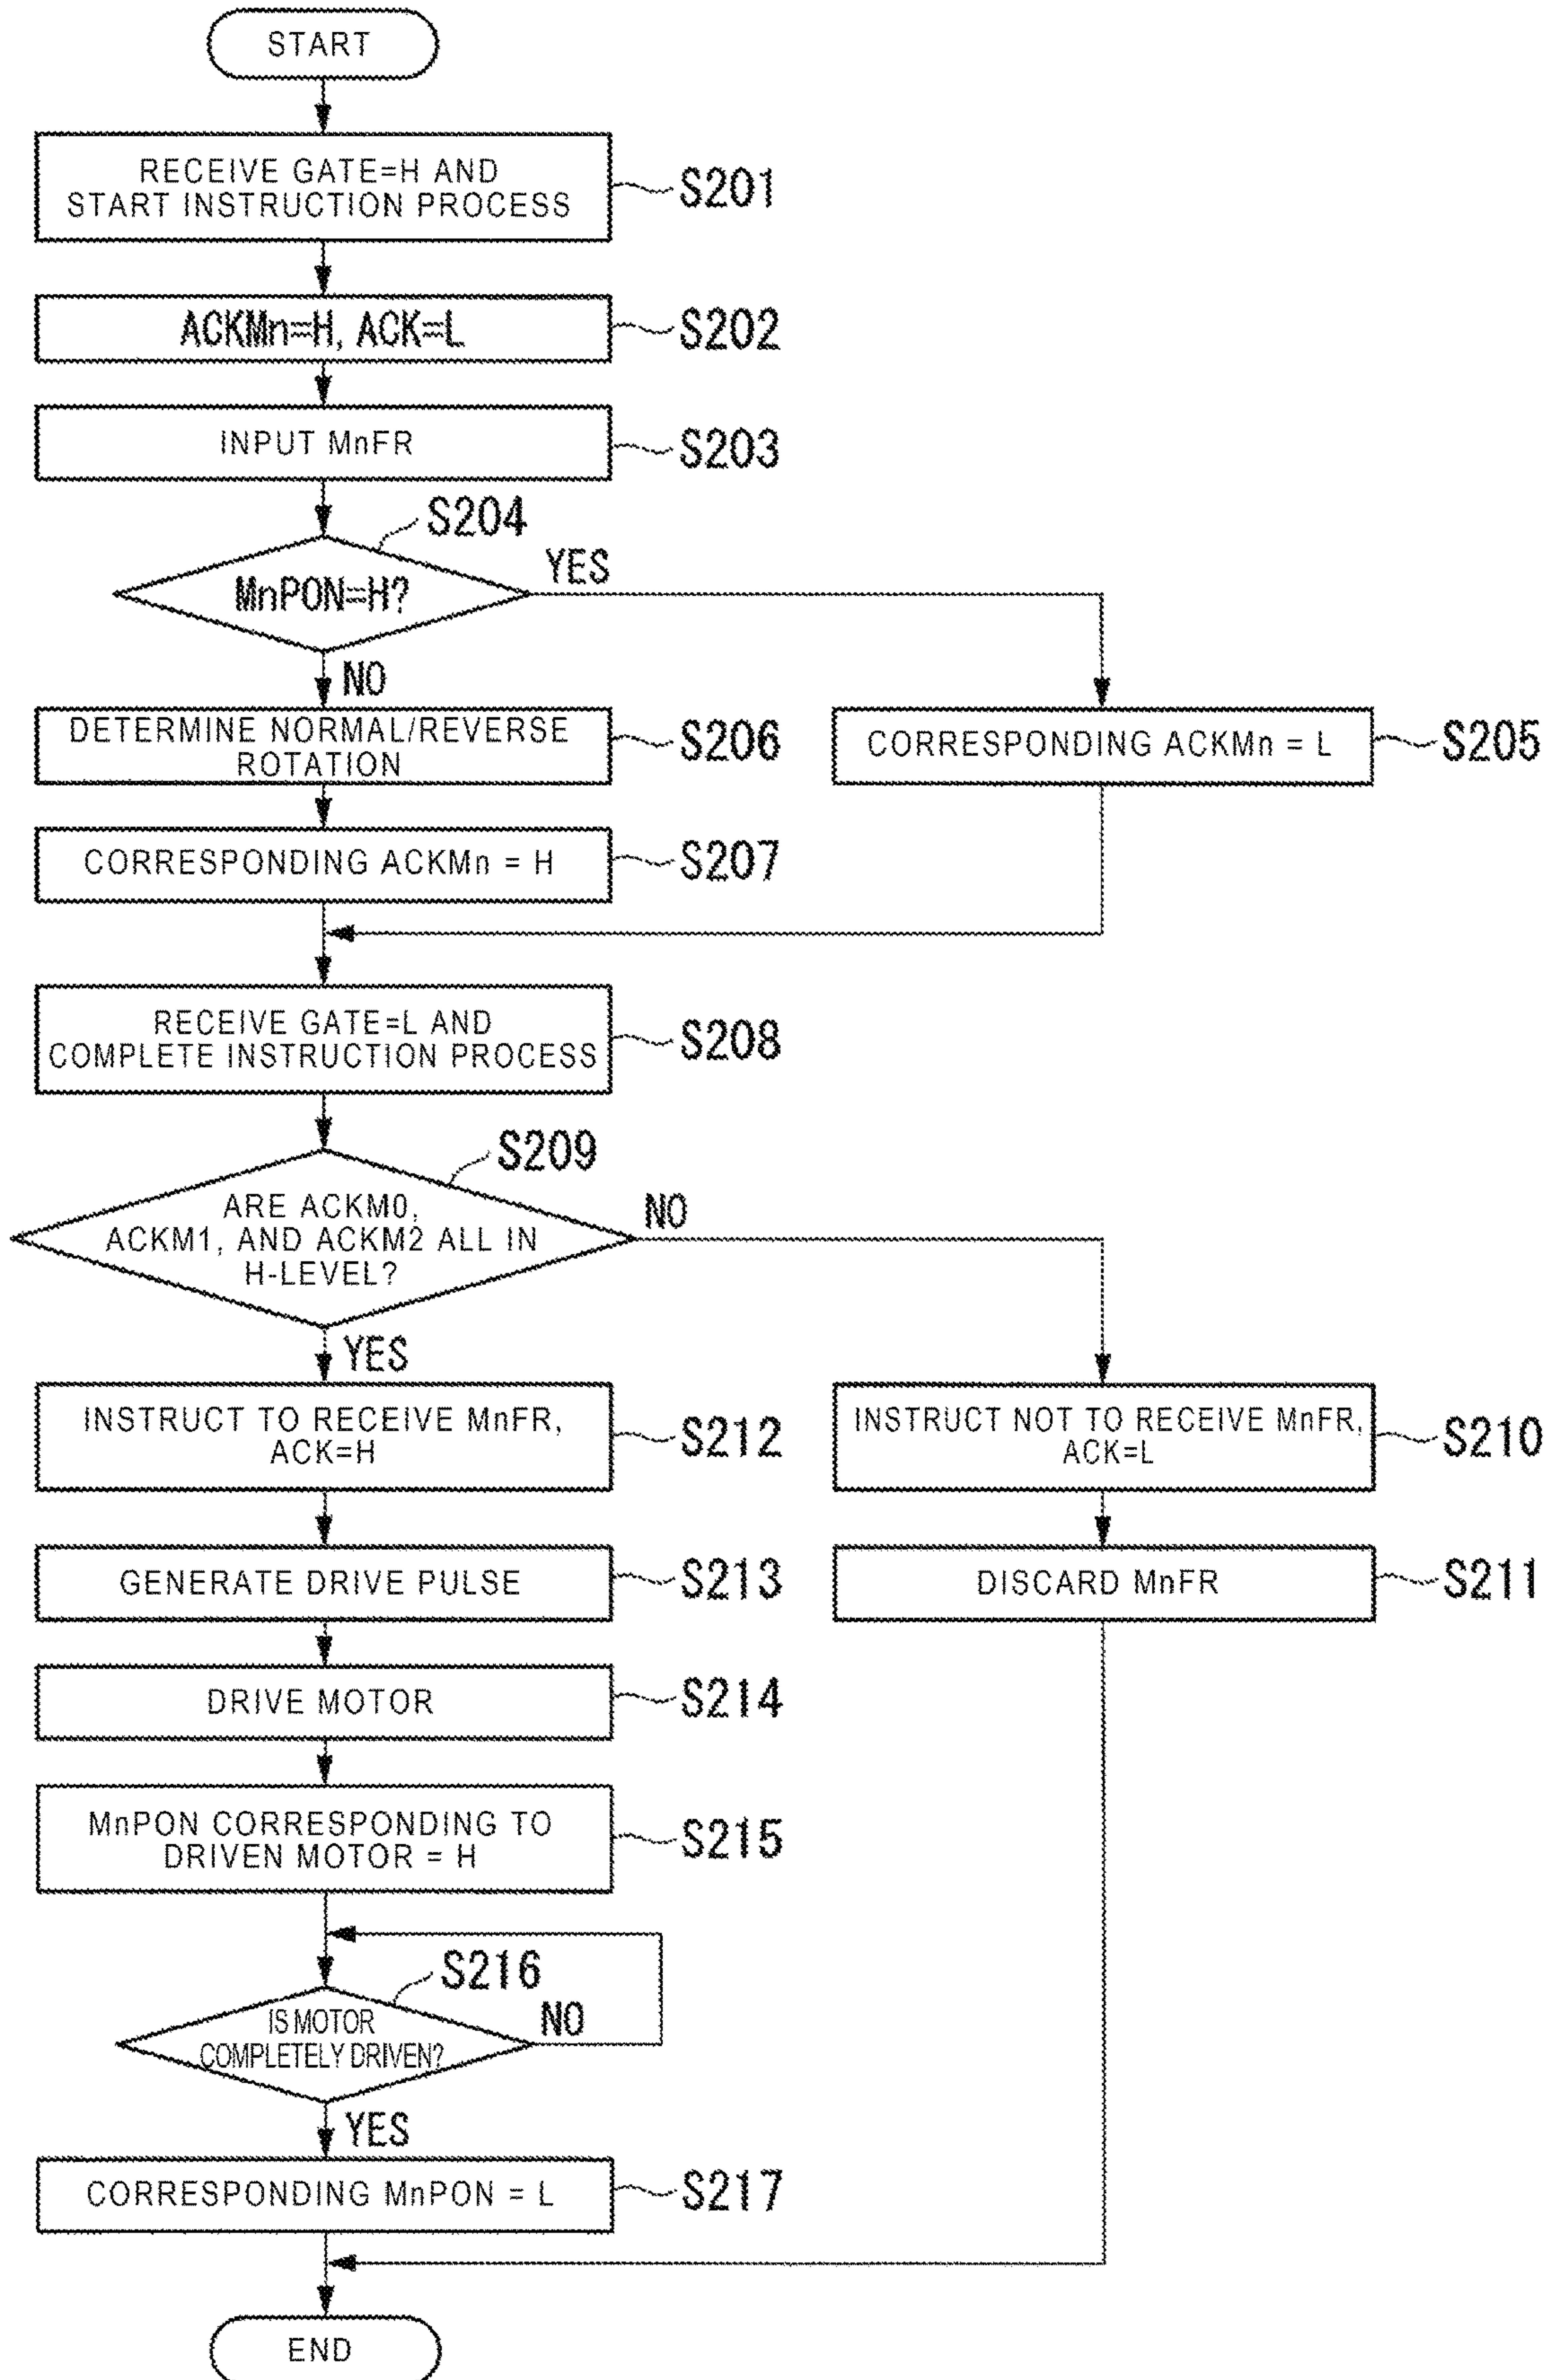 START
RECEIVE GATE=H AND
START INSTRUCTION PROCESS
S201
ACKMn=H, ACK=L
S202
INPUT MnFR
S203
S204
MnPON=H?
YES
NO
DETERMINE NORMAL/REVERSE
ROTATION
S206
CORRESPONDING ACKMn = L
S205
CORRESPONDING ACKMn = H
S207
RECEIVE GATE=L AND
COMPLETE INSTRUCTION PROCESS
S208
S209
ARE ACKM0,
ACKM1, AND ACKM2 ALL IN
H-LEVEL?
NO
YES
INSTRUCT TO RECEIVE MnFR,
ACK=H
S212
INSTRUCT NOT TO RECEIVE MnFR,
ACK=L
S210
GENERATE DRIVE PULSE
S213
DISCARD MnFR
S211
DRIVE MOTOR
S214
MnPON CORRESPONDING TO
DRIVEN MOTOR = H
S215
S216
IS MOTOR
COMPLETELY DRIVEN?
NO
YES
CORRESPONDING MnPON = L
S217
END